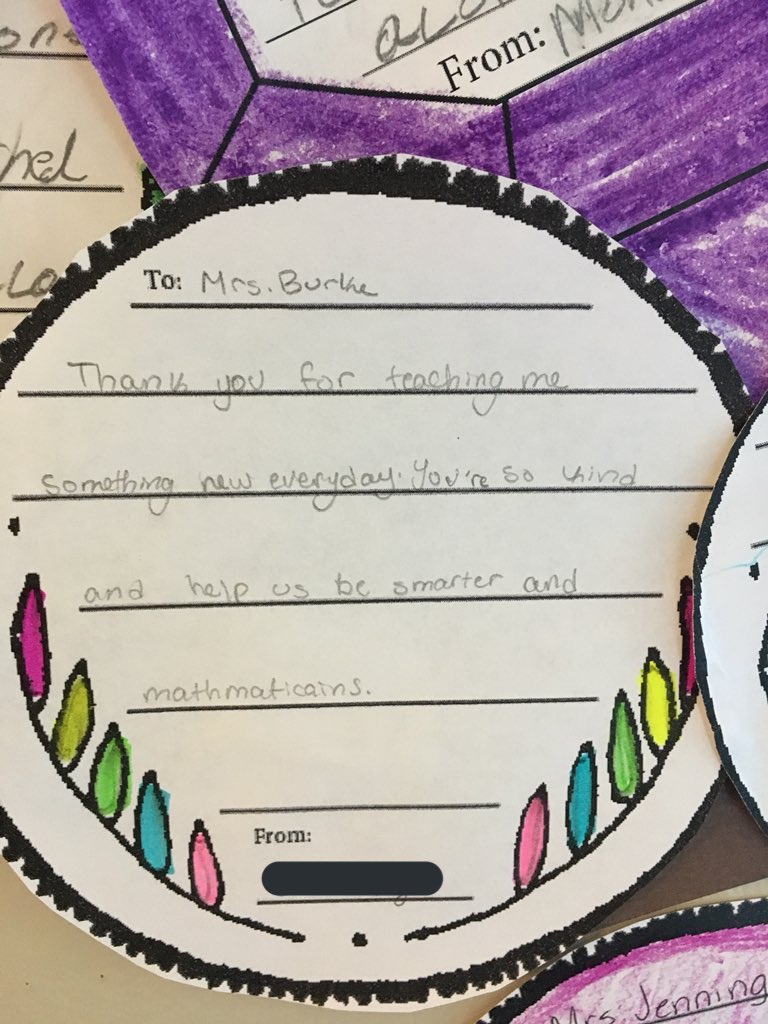 From:
hel
To: Mrs. Burke
Thank you for teaching me
something new everyday. You're so kind
and help us be smarter and
mathmaticains.
From:
Mrs Jenning